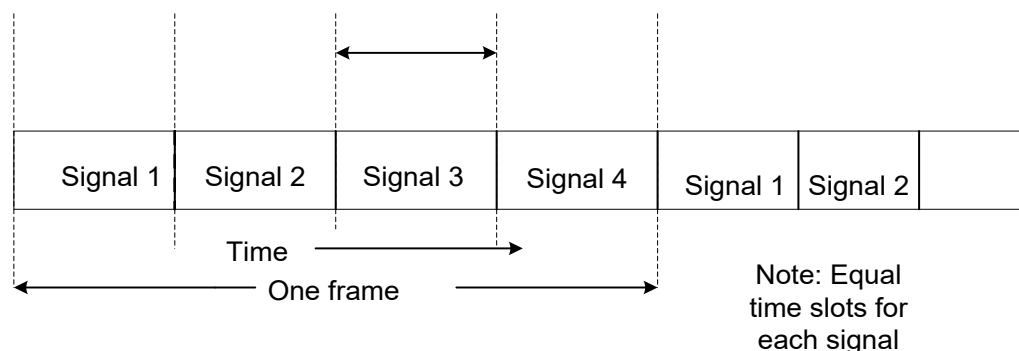 Signal 1 Signal 2 Signal 3 Signal 4 Signal 1 Signal 2
Time
One frame
Note: Equal
time slots for
each signal